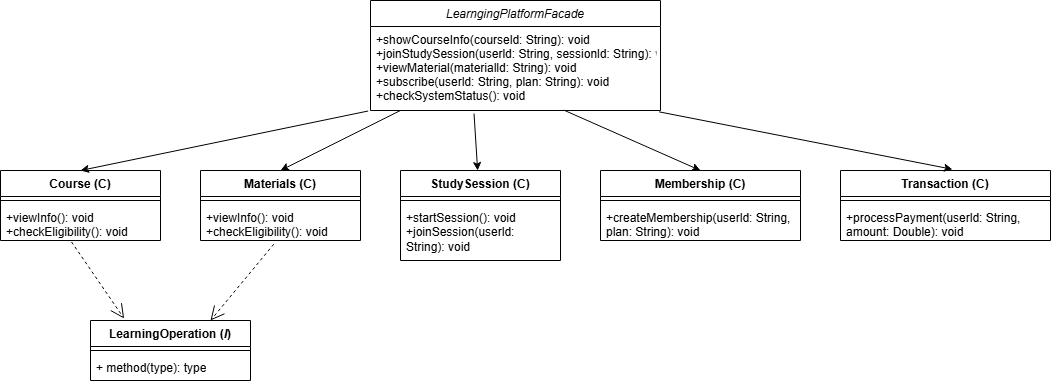 LearngingPlatformFacade
+showCourseInfo(courseId: String): void
+joinStudySession(userId: String, sessionId: String):
+viewMaterial(materialId: String): void
+subscribe(userId: String, plan: String): void
+checkSystemStatus(): void
Course (C)
+viewInfo(): void
+checkEligibility(): void
Materials (C)
+viewInfo(): void
+checkEligibility(): void
StudySession (C)
+startSession(): void
+joinSession(userId:
String): void
Membership (C)
+createMembership(userId: String,
plan: String): void
Transaction (C)
+processPayment(userId: String,
amount: Double): void
LearningOperation (I)
+ method(type): type